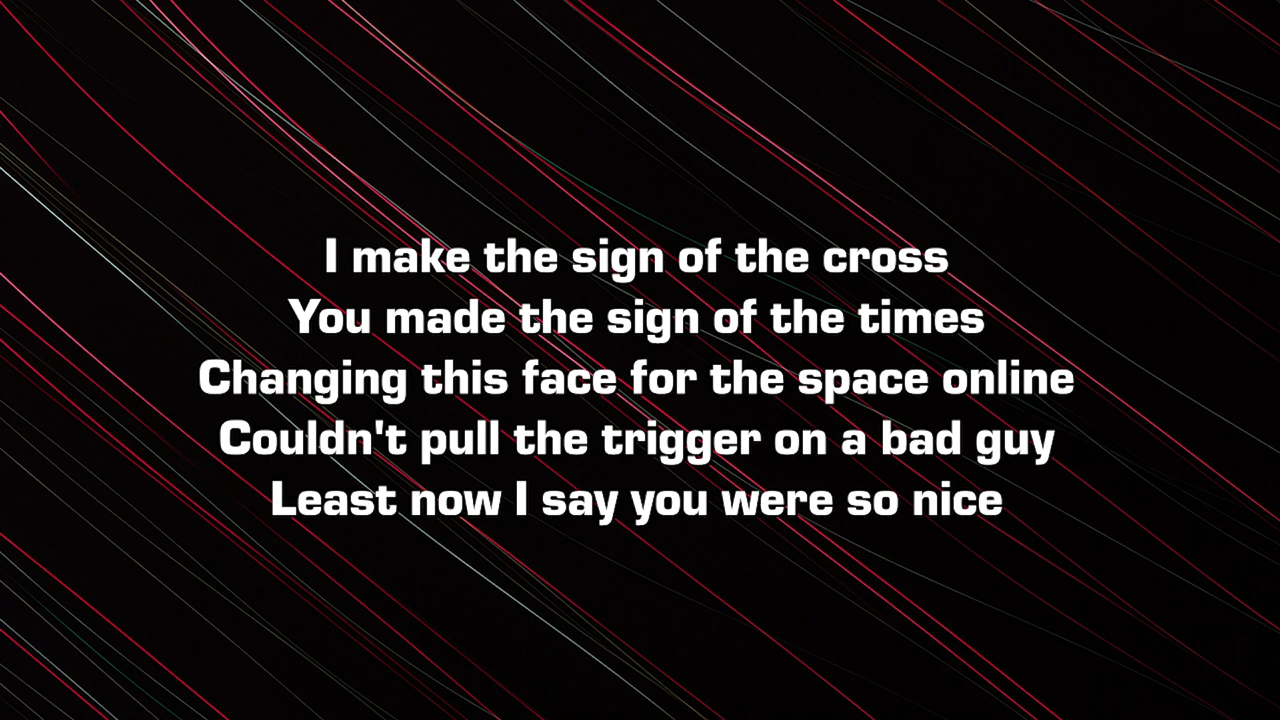 I make the sign of the cross
You made the sign of the times
Changing this face for the space online
Couldn't pull the trigger on a bad guy
Least now I say you were so nice